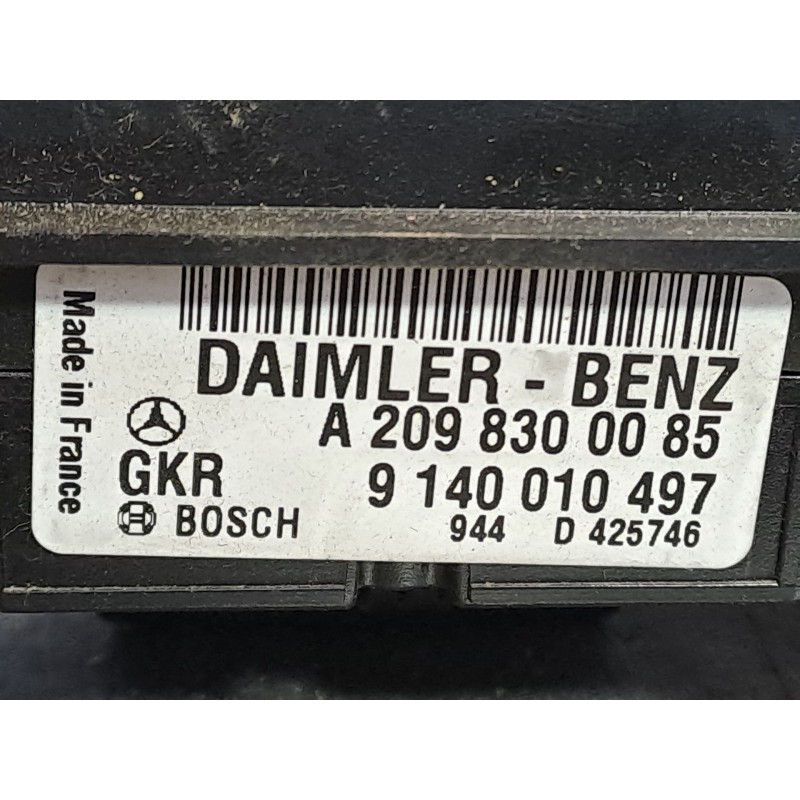 DAIMLER - BENZ
A 209 830 00 85
GKR 9 140 010 497
BOSCH 944 D 425746
Made in France